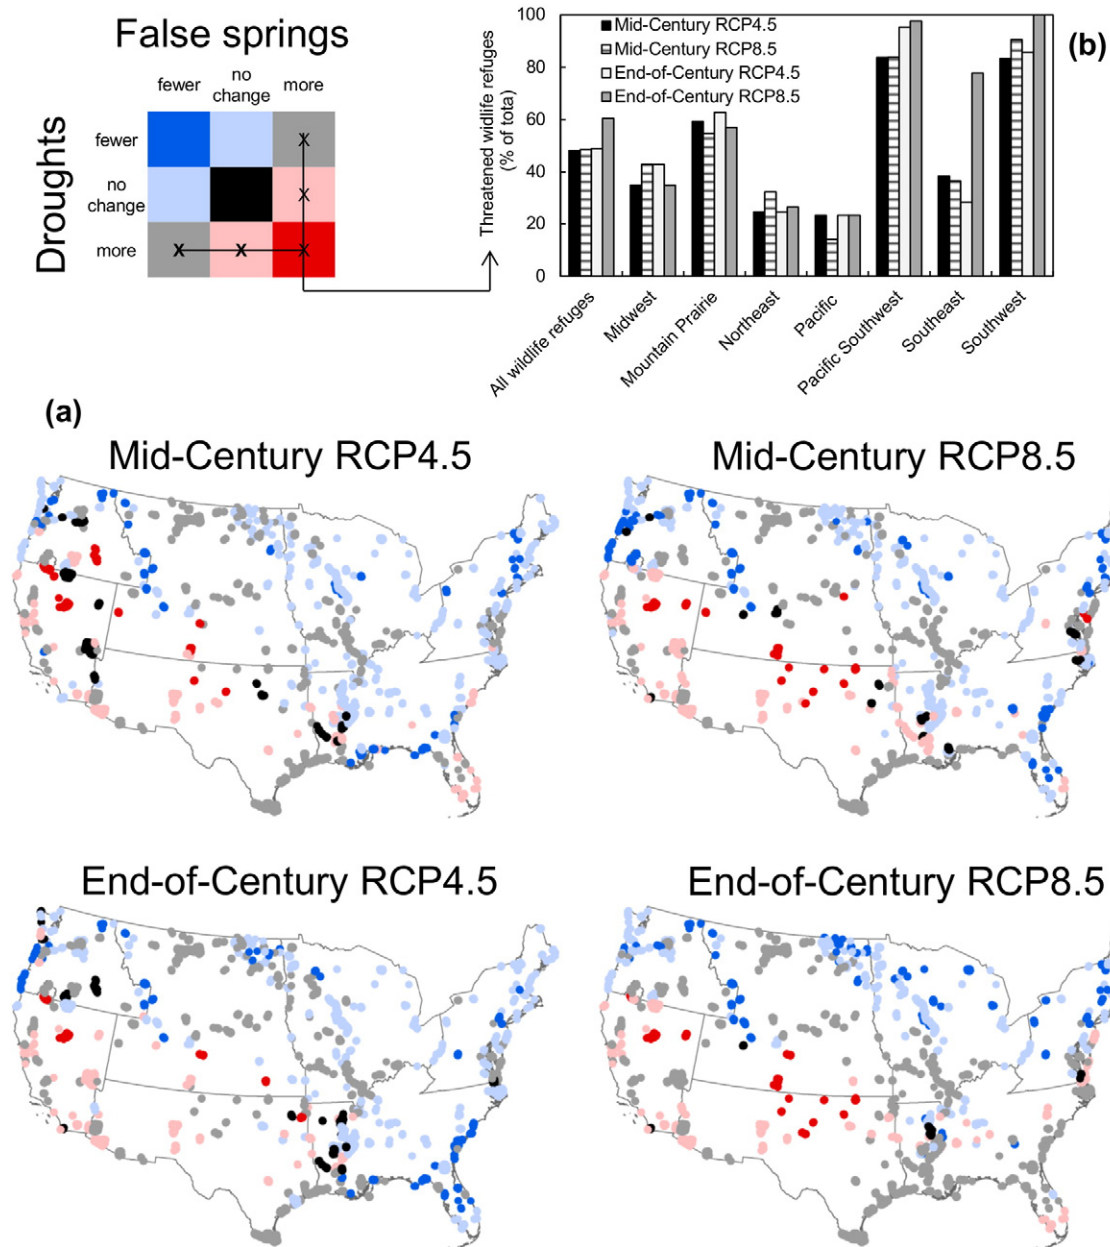 False springs
fewer
no
change
more
Droughts
fewer
no
change
more
Threatened widlife refuges
(% of tota)
100
80
60
40
20
0
Mid-Century RCP4.5
Mid-Century RCP8.5
End-of-Century RCP4.5
End-of-Century RCP8.5
(b)
All wildlife refuges
Midwest
Mountain Prairie
Northeast
Pacific
Pacific Southwest
Southeast
Southwest
(a)
Mid-Century RCP4.5
Mid-Century RCP8.5
End-of-Century RCP4.5
End-of-Century RCP8.5